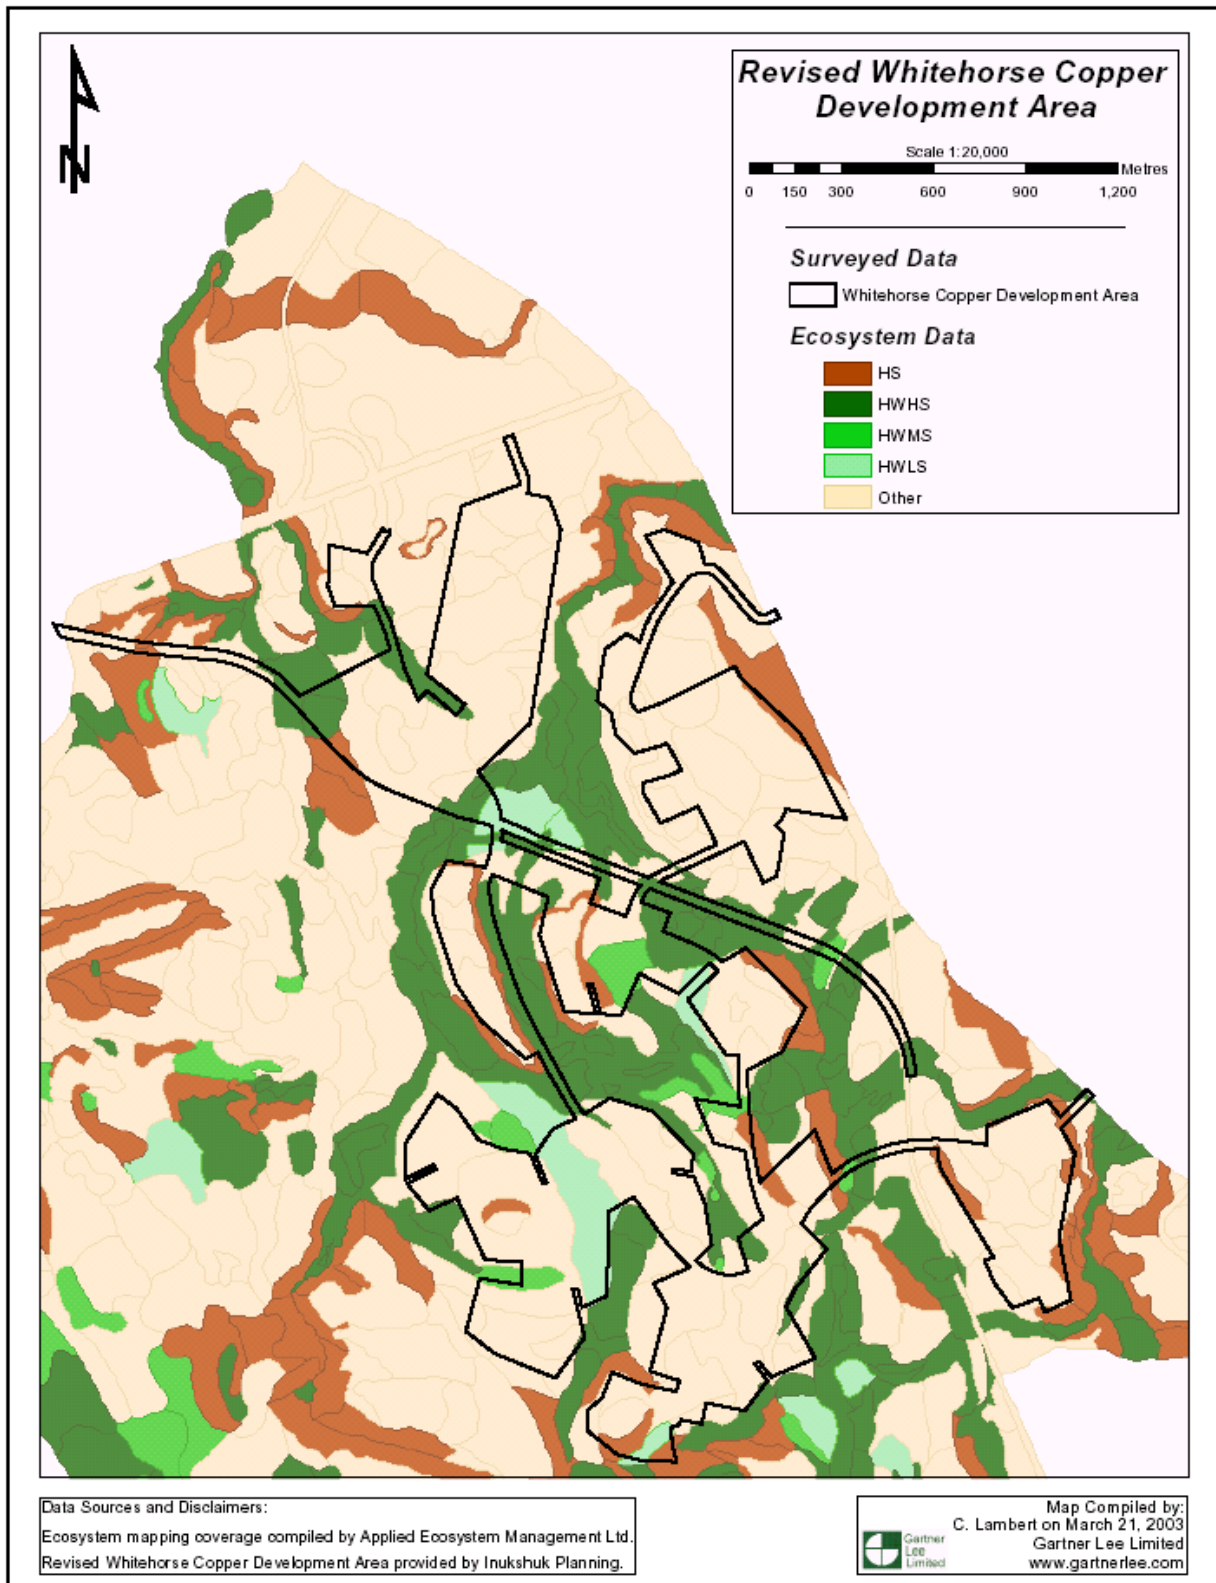 N
Revised Whitehorse Copper
Development Area
Scale 1:20,000
Metres
0 150 300 600 900 1,200
Surveyed Data
Whitehorse Copper Development Area
Ecosystem Data
HS
HWHS
HWMS
HWLS
Other
Data Sources and Disclaimers:
Ecosystem mapping coverage compiled by Applied Ecosystem Management Ltd.
Revised Whitehorse Copper Development Area provided by Inukshuk Planning.
Map Compiled by:
C. Lambert on March 21, 2003
Gartner Lee Limited
www.gartnerlee.com
Gartner
Lee
Limited